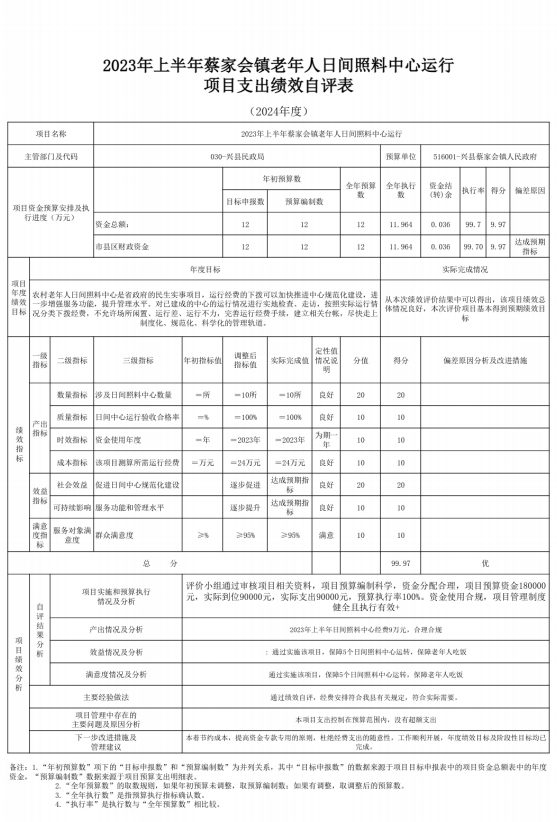 2023年上半年蔡家会镇老年人日间照料中心运行
项目支出绩效自评表
（2024年度）
项目名称 2023年上半年蔡家会镇老年人日间照料中心运行
主管部门及代码 030-兴县民政局 预算单位 516001-兴县蔡家会镇人民政府
项目资金预算安排及执行进度（万元） 年初预算数 全年预算数 全年执行数 资金结(转)余 执行率 得分 偏差原因
目标申报数 预算编制数
资金总额： 12 12 12 11.964 0.036 99.7 9.97
市县区财政资金 12 12 12 11.964 0.036 99.70 9.97 达成预期指标
项目年度绩效目标 年度目标 实际完成情况
农村老年人日间照料中心是省政府的民生实事项目，运行经费的下拨可以加快推进中心规范化建设，进
一步增强服务功能，提升管理水平。对已建成的中心的运行情况进行实地检查、走访，按照实际运行情
况分类下拨经费，不允许场所闲置、运行差、运行不力，完善运行经费手续，建立相关台帐，尽快走上
制度化、规范化、科学化的管理轨道。
从本次绩效评价结果中可以得出，该项目绩效总
体情况良好，本次评价项目基本得到预期绩效目
标
绩效指标 一级指标 二级指标 三级指标 年初指标值 调整后指标值 实际完成值 定性值情况说明 分值 得分 偏差原因分析及改进措施
产出指标 数量指标 涉及日间照料中心数量 ＝所 ＝10所 ＝10所 良好 20 20
质量指标 日间中心运行验收合格率 ＝% ＝100% ＝100% 良好 10 10
时效指标 资金使用年度 ＝年 ＝2023年 ＝2023年 为期一年 10 10
成本指标 该项目测算所需运行经费 ＝万元 ＝24万元 ＝24万元 良好 10 10
效益指标 社会效益 促进日间中心规范化建设 逐步促进 达成预期指标 良好 20 20
可持续影响 服务功能和管理水平 逐步提升 达成预期指标 良好 10 10
满意度指标 服务对象满意度 群众满意度 ≥% ≥95% ≥95% 满意 10 10
总 分 99.97 优
项目绩效分析 自评结果分析 项目实施和预算执行情况及分析
评价小组通过审核项目相关资料，项目预算编制科学，资金分配合理，项目预算资金180000
元，实际到位90000元，实际支出90000元，预算执行率100%。资金使用合规，项目管理制度
健全且执行有效+
产出情况及分析 2023年上半年日间照料中心经费9万元，合理合规
效益情况及分析 ：通过实施该项目，保障5个日间照料中心运转，保障老年人吃饭
满意度情况及分析 通过实施该项目，保障5个日间照料中心运转，保障老年人吃饭
主要经验做法 通过绩效自评，经费安排符合我县有关规定，符合实际需要。
项目管理中存在的主要问题及原因分析 本项目支出控制在预算范围内，没有超额支出
下一步改进措施及管理建议 本着节约成本，提高资金专款专用的原则，杜绝经费支出的随意性，工作顺利开展，年度绩效目标及阶段性目标均已
完成。
备注：1.“年初预算数”项下的“目标申报数”和“预算编制数”为并列关系，其中“目标申报数”的数据来源于项目目标申报表中的项目资金总额表中的年度
资金，“预算编制数”数据来源于项目预算支出明细表。
2.“全年预算数”的取数规则，如果年初预算未调整，取预算编制数；如果有调整，取调整后的预算数。
3.“全年执行数”是指预算执行指标确认数。
4.“执行率”是执行数与“全年预算数”相比较。